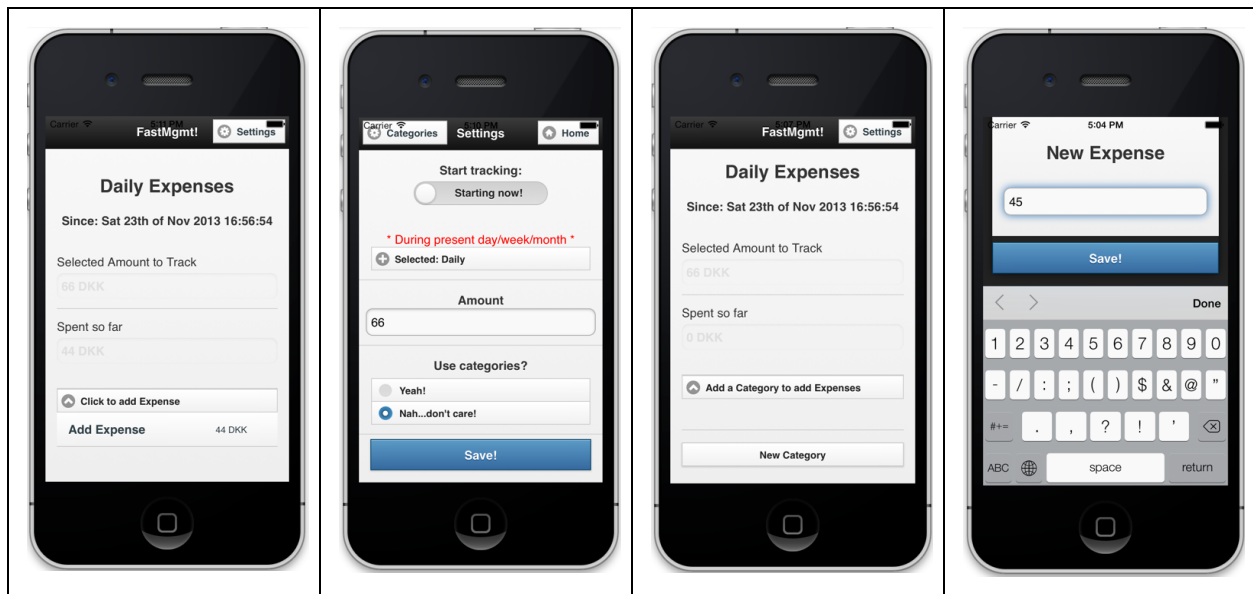 Carrier 5:11 PM
FastMgmt! Settings
Daily Expenses
Since: Sat 23th of Nov 2013 16:56:54
Selected Amount to Track
66 DKK
Spent so far
44 DKK
Click to add Expense
Add Expense 44 DKK
Carrier 5:10 PM
Categories Settings Home
Start tracking:
Starting now!
* During present day/week/month *
Selected: Daily
Amount
66
Use categories?
Yeah!
Nah...don't care!
Save!
Carrier 5:07 PM
FastMgmt! Settings
Daily Expenses
Since: Sat 23th of Nov 2013 16:56:54
Selected Amount to Track
66 DKK
Spent so far
0 DKK
Add a Category to add Expenses
New Category
Carrier 5:04 PM
New Expense
45
Save!
Done
1 2 3 4 5 6 7 8 9 0
- / : ; ( ) $ & @ "
#+= . , ? ! '
ABC space return